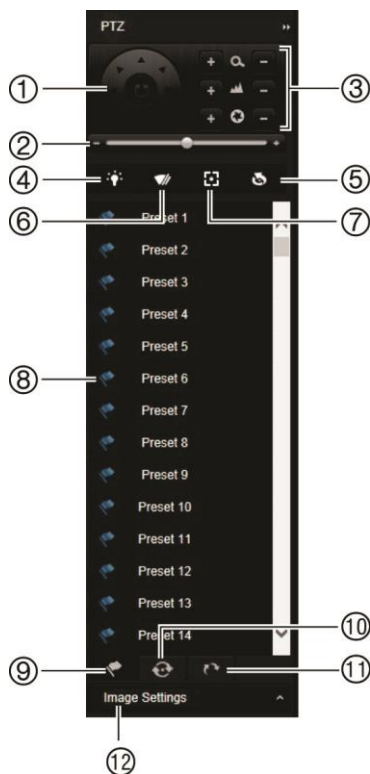 PTZ
①
③
②
④
⑤
⑥
⑦
Preset 1
Preset 2
Preset 3
Preset 4
Preset 5
⑧
Preset 6
Preset 7
Preset 8
Preset 9
Preset 10
Preset 11
Preset 12
Preset 13
Preset 14
⑩
⑨
⑪
Image Settings
⑫